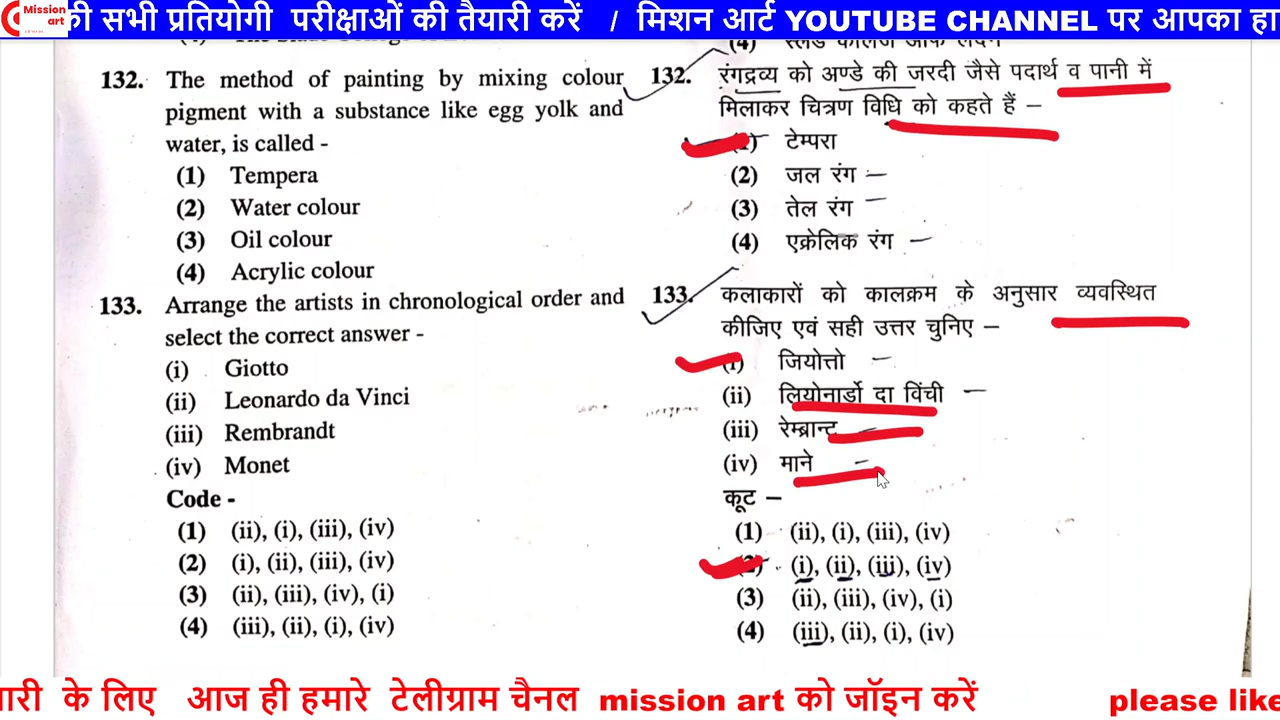 Mission
art
की सभी प्रतियोगी परीक्षाओं की तैयारी करें / मिशन आर्ट YOUTUBE CHANNEL पर आपका हा
132. The method of painting by mixing colour
pigment with a substance like egg yolk and
water, is called -
(1) Tempera
(2) Water colour
(3) Oil colour
(4) Acrylic colour
133. Arrange the artists in chronological order and
select the correct answer -
(i) Giotto
(ii) Leonardo da Vinci
(iii) Rembrandt
(iv) Monet
Code -
(1) (ii), (i), (iii), (iv)
(2) (i), (ii), (iii), (iv)
(3) (ii), (iii), (iv), (i)
(4) (iii), (ii), (i), (iv)
(4)
132. रंगद्रव्य को अण्डे की जरदी जैसे पदार्थ व पानी में
मिलाकर चित्रण विधि को कहते हैं –
(1) टेम्परा
(2) जल रंग
(3) तेल रंग
(4) एक्रेलिक रंग
133. कलाकारों को कालक्रम के अनुसार व्यवस्थित
कीजिए एवं सही उत्तर चुनिए –
(i) जियोत्तो
(ii) लियोनार्डो दा विंची
(iii) रेम्ब्रान्ट
(iv) माने
कूट –
(1) (ii), (i), (iii), (iv)
(2) (i), (ii), (iii), (iv)
(3) (ii), (iii), (iv), (i)
(4) (iii), (ii), (i), (iv)
ारी के लिए आज ही हमारे टेलीग्राम चैनल mission art को जॉइन करें please like